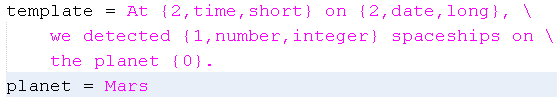 template = At {2,time,short} on {2,date,long}, \
we detected {1,number,integer} spaceships on \
the planet {0}.
planet = Mars